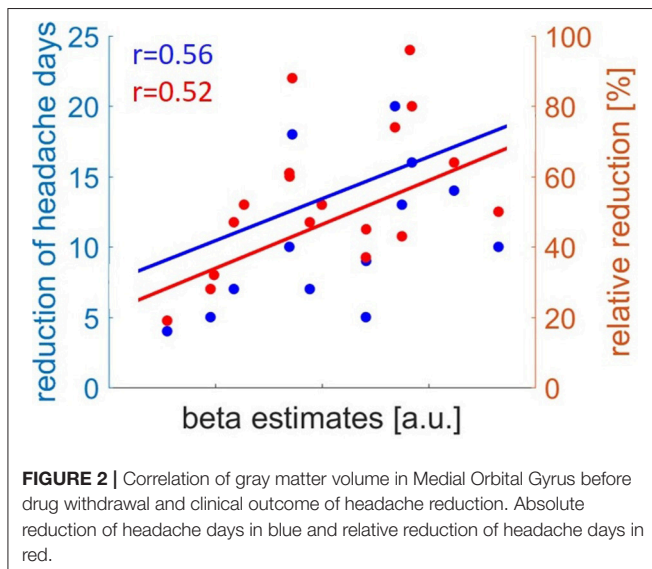 25
20
15
10
5
0
reduction of headache days
r=0.56
r=0.52
100
80
60
40
20
0
relative reduction [%]
beta estimates [a.u.]
FIGURE 2 | Correlation of gray matter volume in Medial Orbital Gyrus before
drug withdrawal and clinical outcome of headache reduction. Absolute
reduction of headache days in blue and relative reduction of headache days in
red.